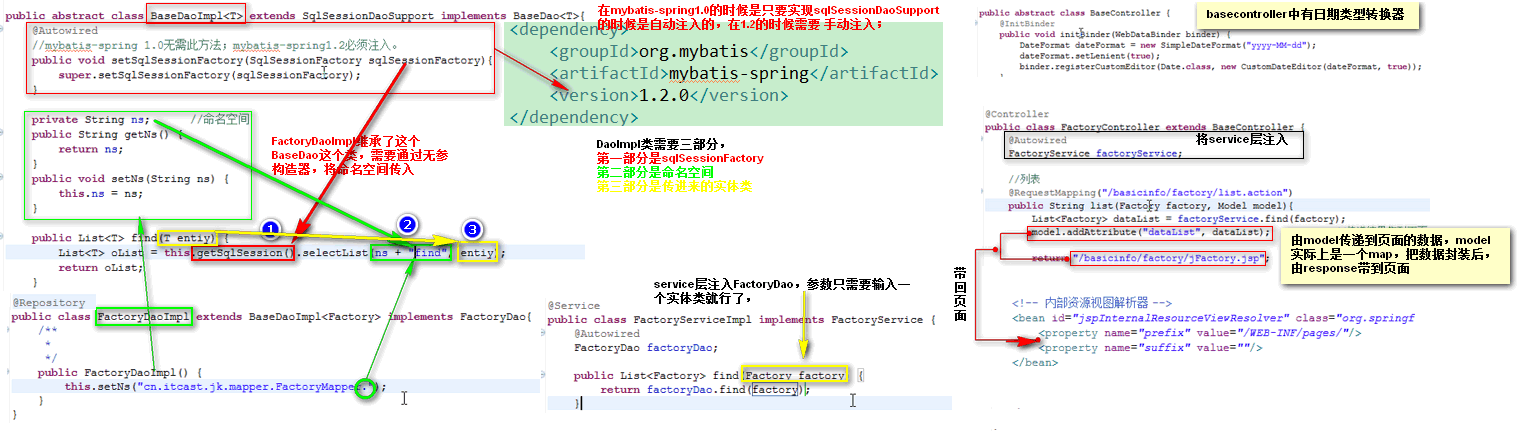 public abstract class BaseDaoImpl<T> extends SqlSessionDaoSupport implements BaseDao<T>{
@Autowired
//mybatis-spring 1.0无需此方法；mybatis-spring1.2必须注入。
public void setSqlSessionFactory(SqlSessionFactory sqlSessionFactory){
super.setSqlSessionFactory(sqlSessionFactory);
}
private String ns; //命名空间
public String getNs() {
return ns;
}
public void setNs(String ns) {
this.ns = ns;
}
public List<T> find(T entiy) {
List<T> oList = this.getSqlSession().selectList(ns + "find", entiy);
return oList;
@Repository
public class FactoryDaoImpl extends BaseDaoImpl<Factory> implements FactoryDao{
/**
*
*/
public FactoryDaoImpl() {
this.setNs("cn.itcast.jk.mapper.FactoryMapper.");
}
}
FactoryDaoImpl继承了这个
BaseDao这个类，需要通过无参
构造器，将命名空间传入
1
2
3
在mybatis-spring1.0的时候是只要实现sqlSessionDaoSupport
的时候是自动注入的，在1.2的时候需要 手动注入；
<dependency>
<groupId>org.mybatis</groupId>
<artifactId>mybatis-spring</artifactId>
<version>1.2.0</version>
</dependency>
DaoImpl类需要三部分，
第一部分是sqlSessionFactory
第二部分是命名空间
第三部分是传进来的实体类
service层注入FactoryDao，参数只需要输入一
个实体类就行了，
@Service
public class FactoryServiceImpl implements FactoryService {
@Autowired
FactoryDao factoryDao;
public List<Factory> find(Factory factory) {
return factoryDao.find(factory);
}
public abstract class BaseController {
@InitBinder
public void initBinder(WebDataBinder binder) {
DateFormat dateFormat = new SimpleDateFormat("yyyy-MM-dd");
dateFormat.setLenient(true);
binder.registerCustomEditor(Date.class, new CustomDateEditor(dateFormat, true));
}
basecontroller中有日期类型转换器
@Controller
public class FactoryController extends BaseController {
@Autowired
FactoryService factoryService;
将service层注入
//列表
@RequestMapping("/basicinfo/factory/list.action")
public String list(Factory factory, Model model){
List<Factory> dataList = factoryService.find(factory);
model.addAttribute("dataList", dataList);
return "/basicinfo/factory/jFactory.jsp";
由model传递到页面的数据，model
实际上是一个map，把数据封装后，
由response带到页面
带回页面
<!-- 内部资源视图解析器 -->
<bean id="jspInternalResourceViewResolver" class="org.springf
<property name="prefix" value="/WEB-INF/pages/"/>
<property name="suffix" value=""/>
</bean>